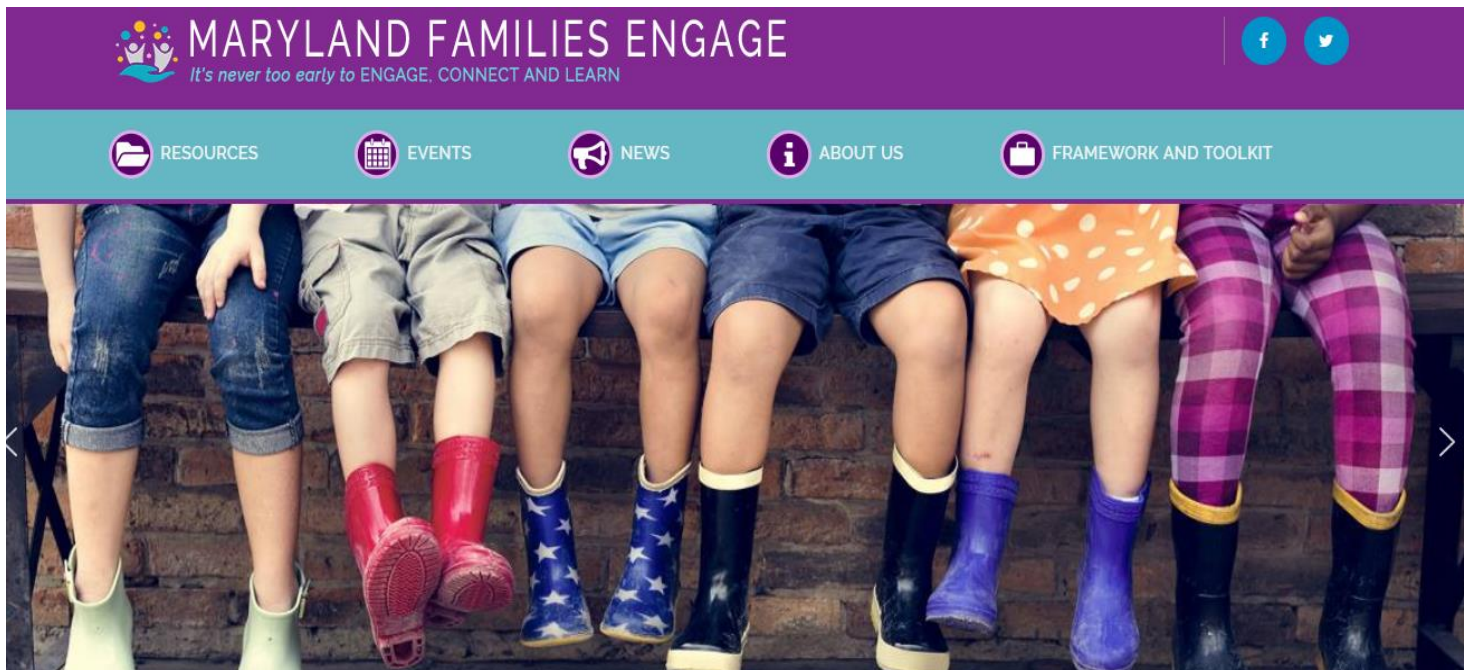 MARYLAND FAMILIES ENGAGE
It's never too early to ENGAGE, CONNECT AND LEARN
RESOURCES
EVENTS
NEWS
ABOUT US
FRAMEWORK AND TOOLKIT